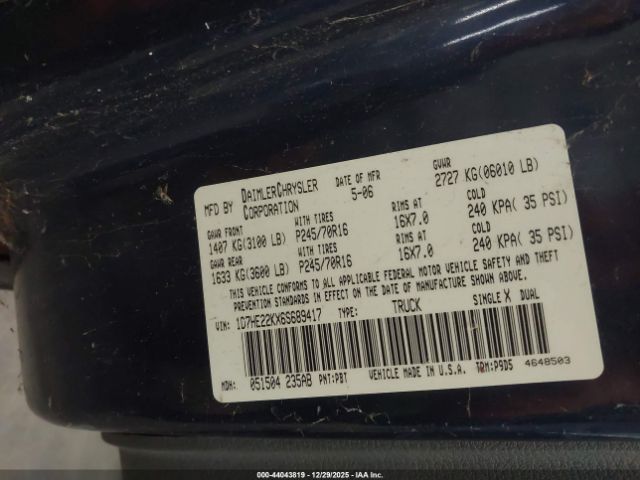 MFD BY DAIMLERCHRYSLER CORPORATION DATE OF MFR 5-06 GVWR 2727 KG(06010 LB)
GAWR FRONT WITH TIRES RIMS AT COLD
1407 KG(3100 LB) P245/70R16 16X7.0 240 KPA( 35 PSI)
GAWR REAR WITH TIRES RIMS AT COLD
1633 KG(3600 LB) P245/70R16 16X7.0 240 KPA( 35 PSI)
THIS VEHICLE CONFORMS TO ALL APPLICABLE FEDERAL MOTOR VEHICLE SAFETY AND THEFT
PREVENTION STANDARDS IN EFFECT ON THE DATE OF MANUFACTURE SHOWN ABOVE.
VIN: 1D7HE22KX6S689417 TYPE: TRUCK SINGLE X DUAL
MDH: 051504 235AB PNT:PBT VEHICLE MADE IN U.S.A. TRM:P9D5 4648503
000-44043819 - 12/29/2025 - IAAI.COM